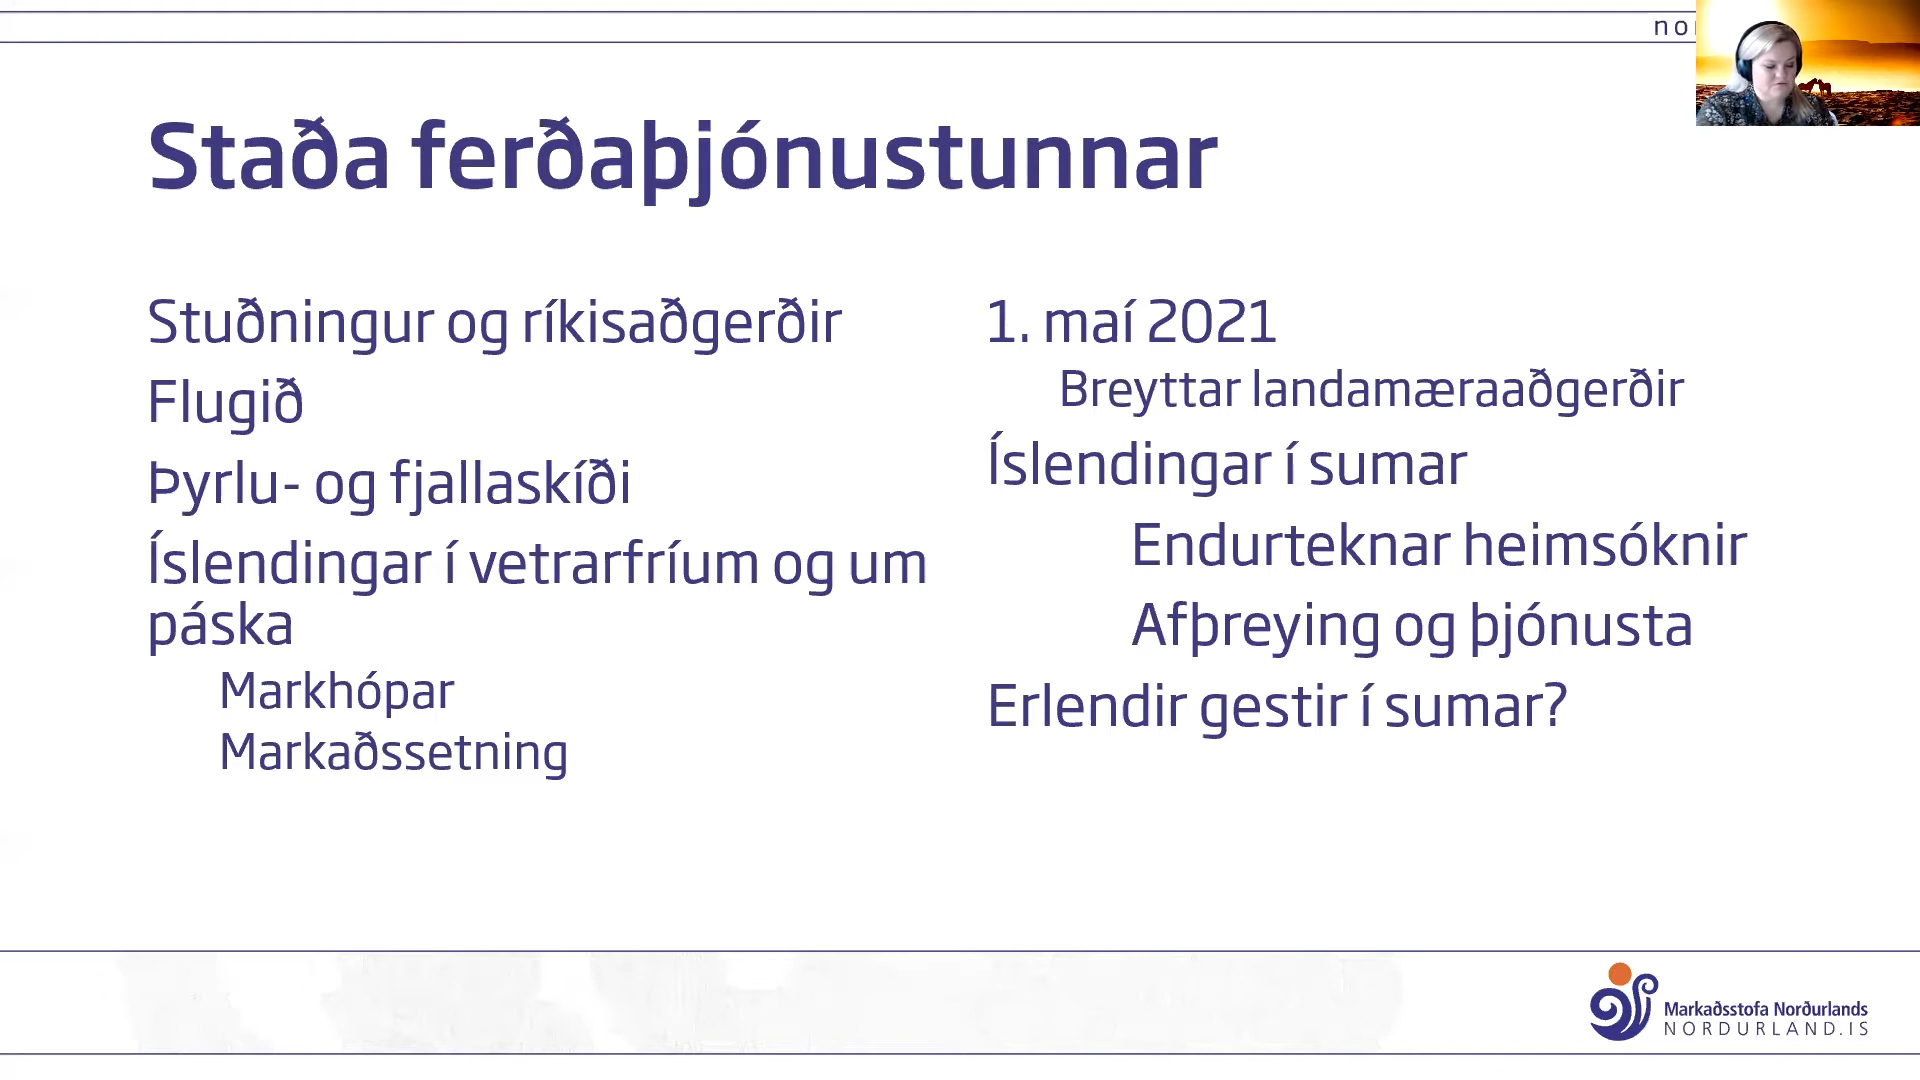 Staða ferðaþjónustunnar
Stuðningur og ríkisaðgerðir
Flugið
Þyrlu- og fjallaskíði
Íslendingar í vetrarfríum og um
páska
Markhópar
Markaðssetning
1. maí 2021
Breyttar landamæraaðgerðir
Íslendingar í sumar
Endurteknar heimsóknir
Afþreying og þjónusta
Erlendir gestir í sumar?
Markaðsstofa Norðurlands
NORDURLAND.IS